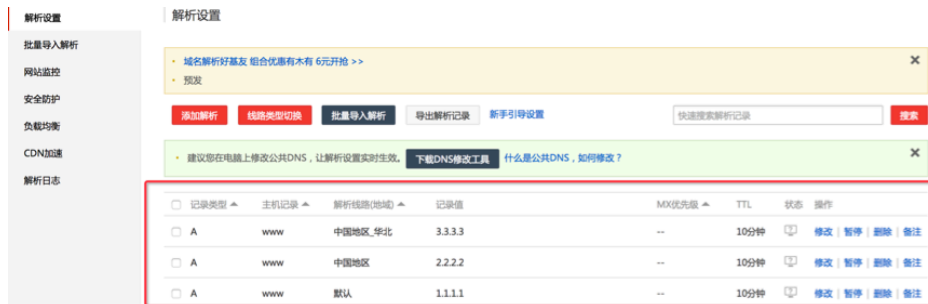 解析设置
批量导入解析
网站监控
安全防护
负载均衡
CDN加速
解析日志
解析设置
• 域名解析好基友 组合优惠有木有 6元开抢 >>
• 预发
添加解析 线路类型切换 批量导入解析 导出解析记录 新手引导设置 快速搜索解析记录 搜索
• 建议您在电脑上修改公共DNS，让解析设置实时生效。 下载DNS修改工具 什么是公共DNS，如何修改？
记录类型 主机记录 解析线路(地域) 记录值 MX优先级 TTL 状态 操作
A www 中国地区_华北 3.3.3.3 -- 10分钟 修改 | 暂停 | 删除 | 备注
A www 中国地区 2.2.2.2 -- 10分钟 修改 | 暂停 | 删除 | 备注
A www 默认 1.1.1.1 -- 10分钟 修改 | 暂停 | 删除 | 备注